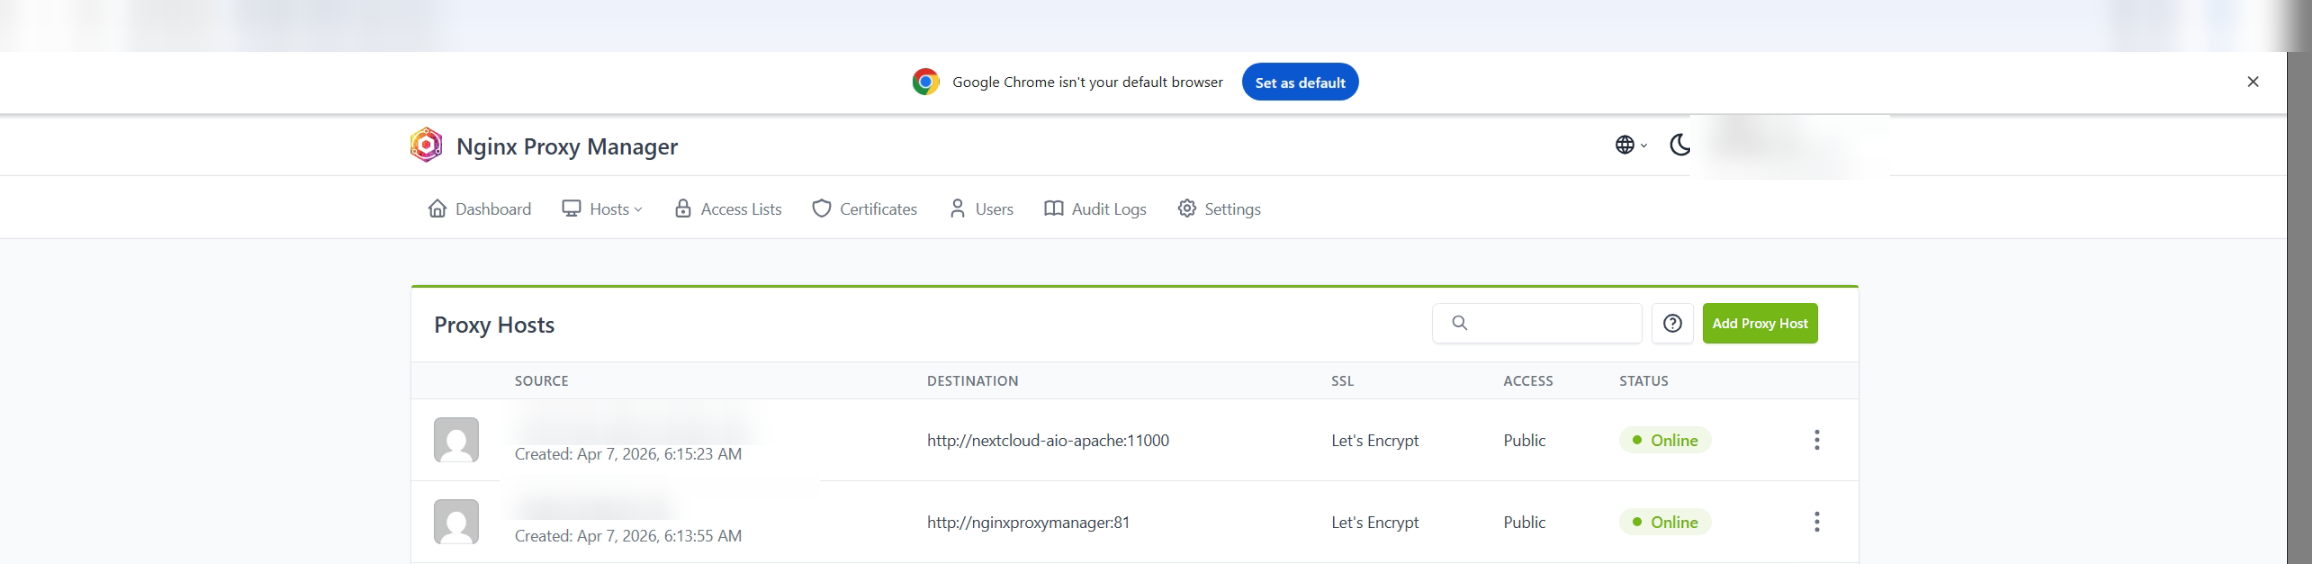 Google Chrome isn't your default browser Set as default
Nginx Proxy Manager
Dashboard Hosts Access Lists Certificates Users Audit Logs Settings
Proxy Hosts Add Proxy Host
SOURCE DESTINATION SSL ACCESS STATUS
http://nextcloud-aio-apache:11000 Let's Encrypt Public Online
Created: Apr 7, 2026, 6:15:23 AM
http://nginxproxymanager:81 Let's Encrypt Public Online
Created: Apr 7, 2026, 6:13:55 AM